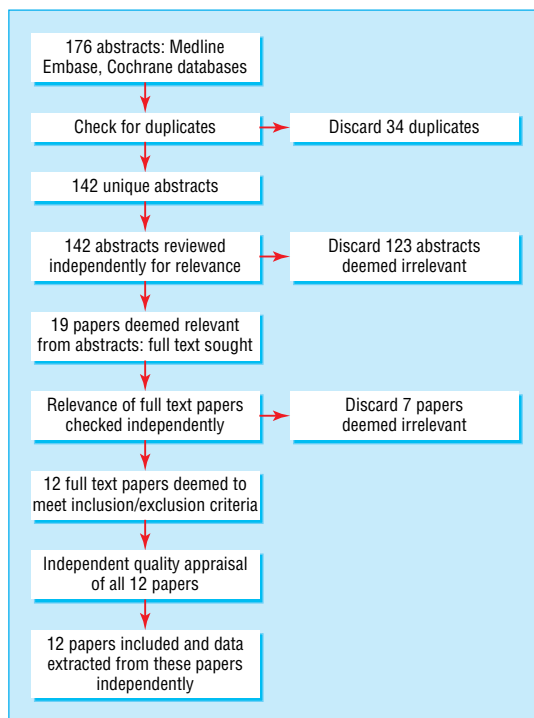 176 abstracts: Medline
Embase, Cochrane databases
Check for duplicates
Discard 34 duplicates
142 unique abstracts
142 abstracts reviewed
independently for relevance
Discard 123 abstracts
deemed irrelevant
19 papers deemed relevant
from abstracts: full text sought
Relevance of full text papers
checked independently
Discard 7 papers
deemed irrelevant
12 full text papers deemed to
meet inclusion/exclusion criteria
Independent quality appraisal
of all 12 papers
12 papers included and data
extracted from these papers
independently